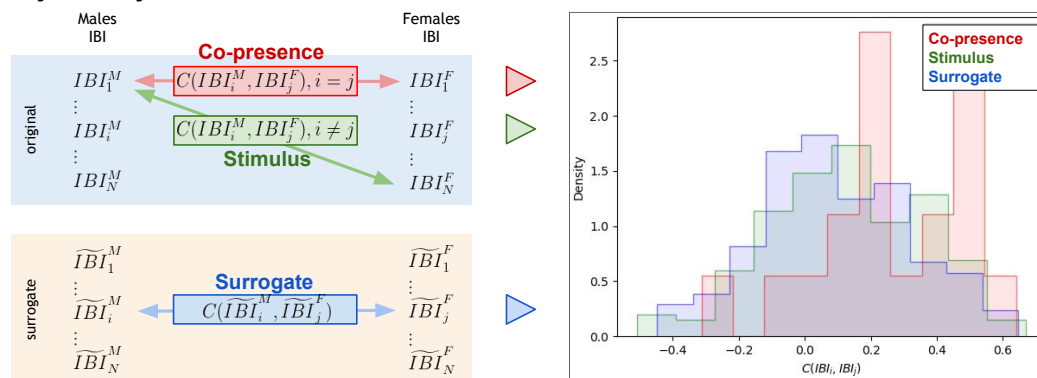 Males
IBI
Females
IBI
Co-presence
original
IBI_1^M
C(IBI_i^M, IBI_j^F), i = j
IBI_1^F
⋮
⋮
IBI_i^M
C(IBI_i^M, IBI_j^F), i ≠ j
IBI_j^F
⋮
Stimulus
⋮
IBI_N^M
IBI_N^F
surrogate
\widetilde{IBI}_1^M
\widetilde{IBI}_1^F
⋮
Surrogate
⋮
\widetilde{IBI}_i^M
C(\widetilde{IBI}_i^M, \widetilde{IBI}_j^F)
\widetilde{IBI}_j^F
⋮
⋮
\widetilde{IBI}_N^M
\widetilde{IBI}_N^F
Co-presence
Stimulus
Surrogate
Density
2.5
2.0
1.5
1.0
0.5
0.0
−0.4 −0.2 0.0 0.2 0.4 0.6
C(IBI_i, IBI_j)